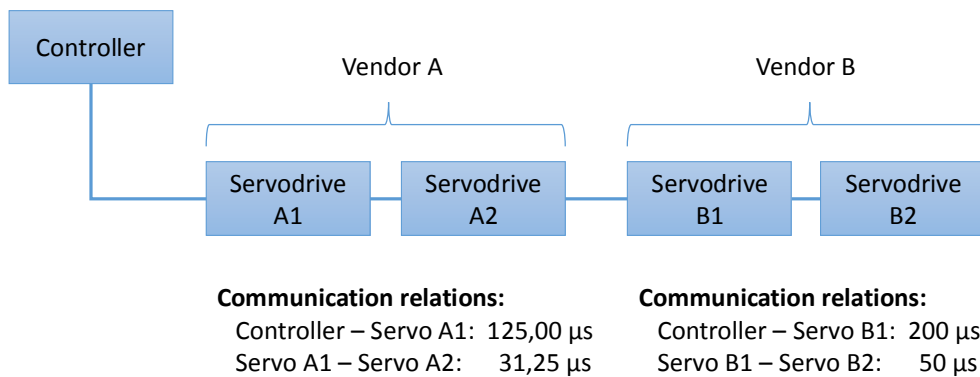 Controller
Vendor A
Vendor B
Servodrive
A1
Servodrive
A2
Servodrive
B1
Servodrive
B2
Communication relations:
Controller – Servo A1: 125,00 µs
Servo A1 – Servo A2: 31,25 µs
Communication relations:
Controller – Servo B1: 200 µs
Servo B1 – Servo B2: 50 µs